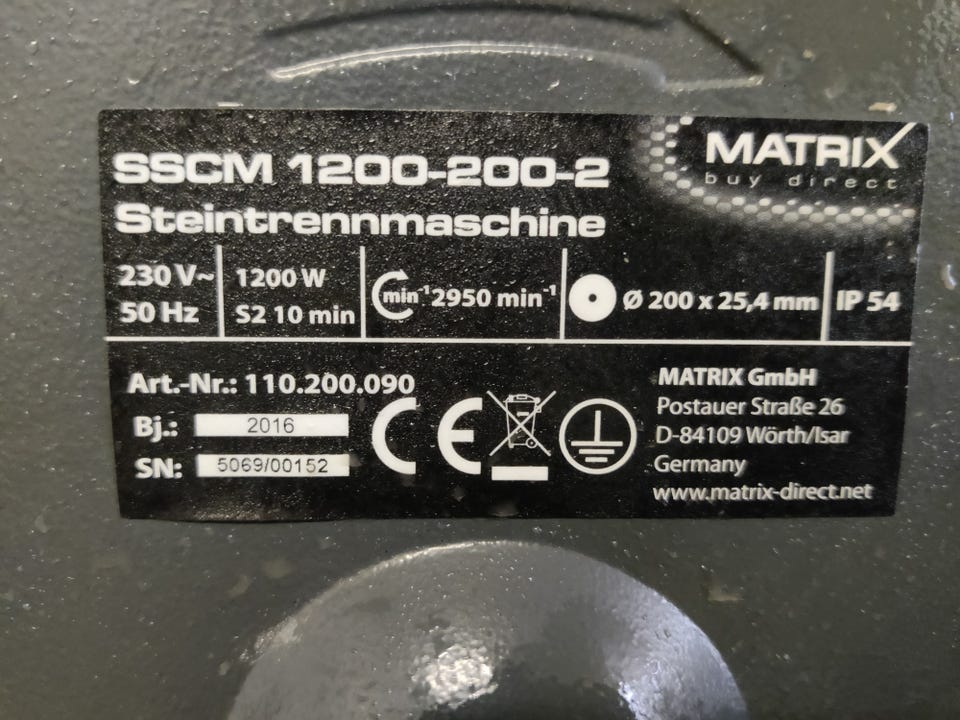 SSCM 1200-200-2
Steintrennmaschine
MATRIX
buy direct
230 V~
50 Hz
1200 W
S2 10 min
min⁻¹ 2950 min⁻¹
Ø 200 x 25,4 mm
IP 54
Art.-Nr.: 110.200.090
Bj.: 2016
SN: 5069/00152
CE
MATRIX GmbH
Postauer Straße 26
D-84109 Wörth/Isar
Germany
www.matrix-direct.net